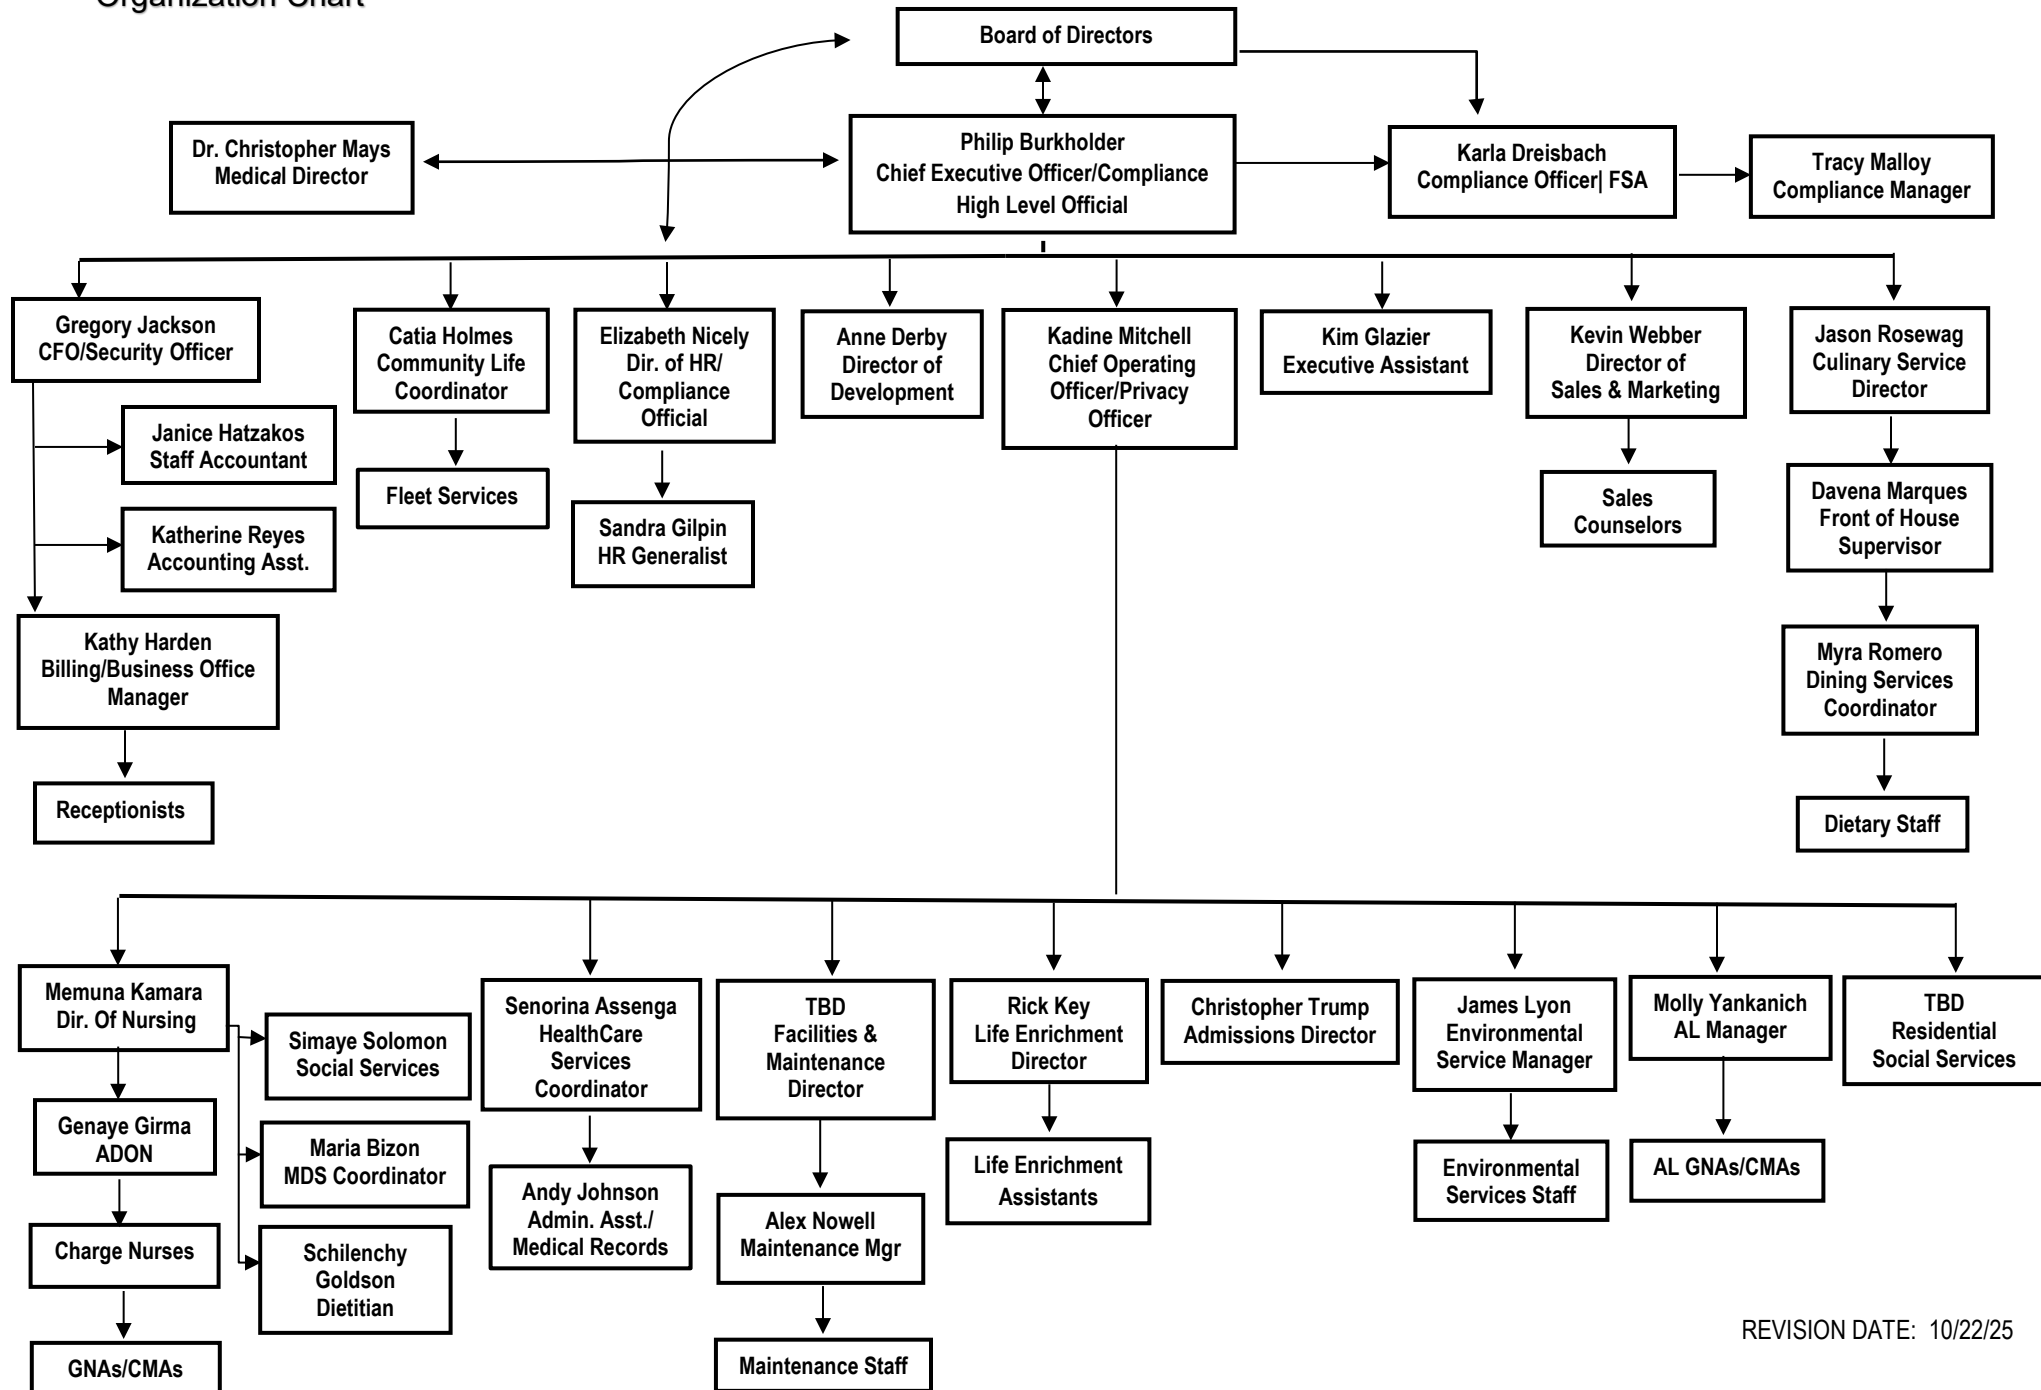 Organization Chart
Board of Directors
Dr. Christopher Mays
Medical Director
Philip Burkholder
Chief Executive Officer/Compliance
High Level Official
Karla Dreisbach
Compliance Officer| FSA
Tracy Malloy
Compliance Manager
Gregory Jackson
CFO/Security Officer
Catia Holmes
Community Life
Coordinator
Elizabeth Nicely
Dir. of HR/
Compliance
Official
Anne Derby
Director of
Development
Kadine Mitchell
Chief Operating
Officer/Privacy
Officer
Kim Glazier
Executive Assistant
Kevin Webber
Director of
Sales & Marketing
Jason Rosewag
Culinary Service
Director
Janice Hatzakos
Staff Accountant
Fleet Services
Sandra Gilpin
HR Generalist
Sales
Counselors
Davena Marques
Front of House
Supervisor
Katherine Reyes
Accounting Asst.
Kathy Harden
Billing/Business Office
Manager
Myra Romero
Dining Services
Coordinator
Receptionists
Dietary Staff
Memuna Kamara
Dir. Of Nursing
Simaye Solomon
Social Services
Senorina Assenga
HealthCare
Services
Coordinator
TBD
Facilities &
Maintenance
Director
Rick Key
Life Enrichment
Director
Christopher Trump
Admissions Director
James Lyon
Environmental
Service Manager
Molly Yankanich
AL Manager
TBD
Residential
Social Services
Genaye Girma
ADON
Maria Bizon
MDS Coordinator
Andy Johnson
Admin. Asst./
Medical Records
Alex Nowell
Maintenance Mgr
Life Enrichment
Assistants
Environmental
Services Staff
AL GNAs/CMAs
Charge Nurses
Schilenchy
Goldson
Dietitian
GNAs/CMAs
Maintenance Staff
REVISION DATE: 10/22/25